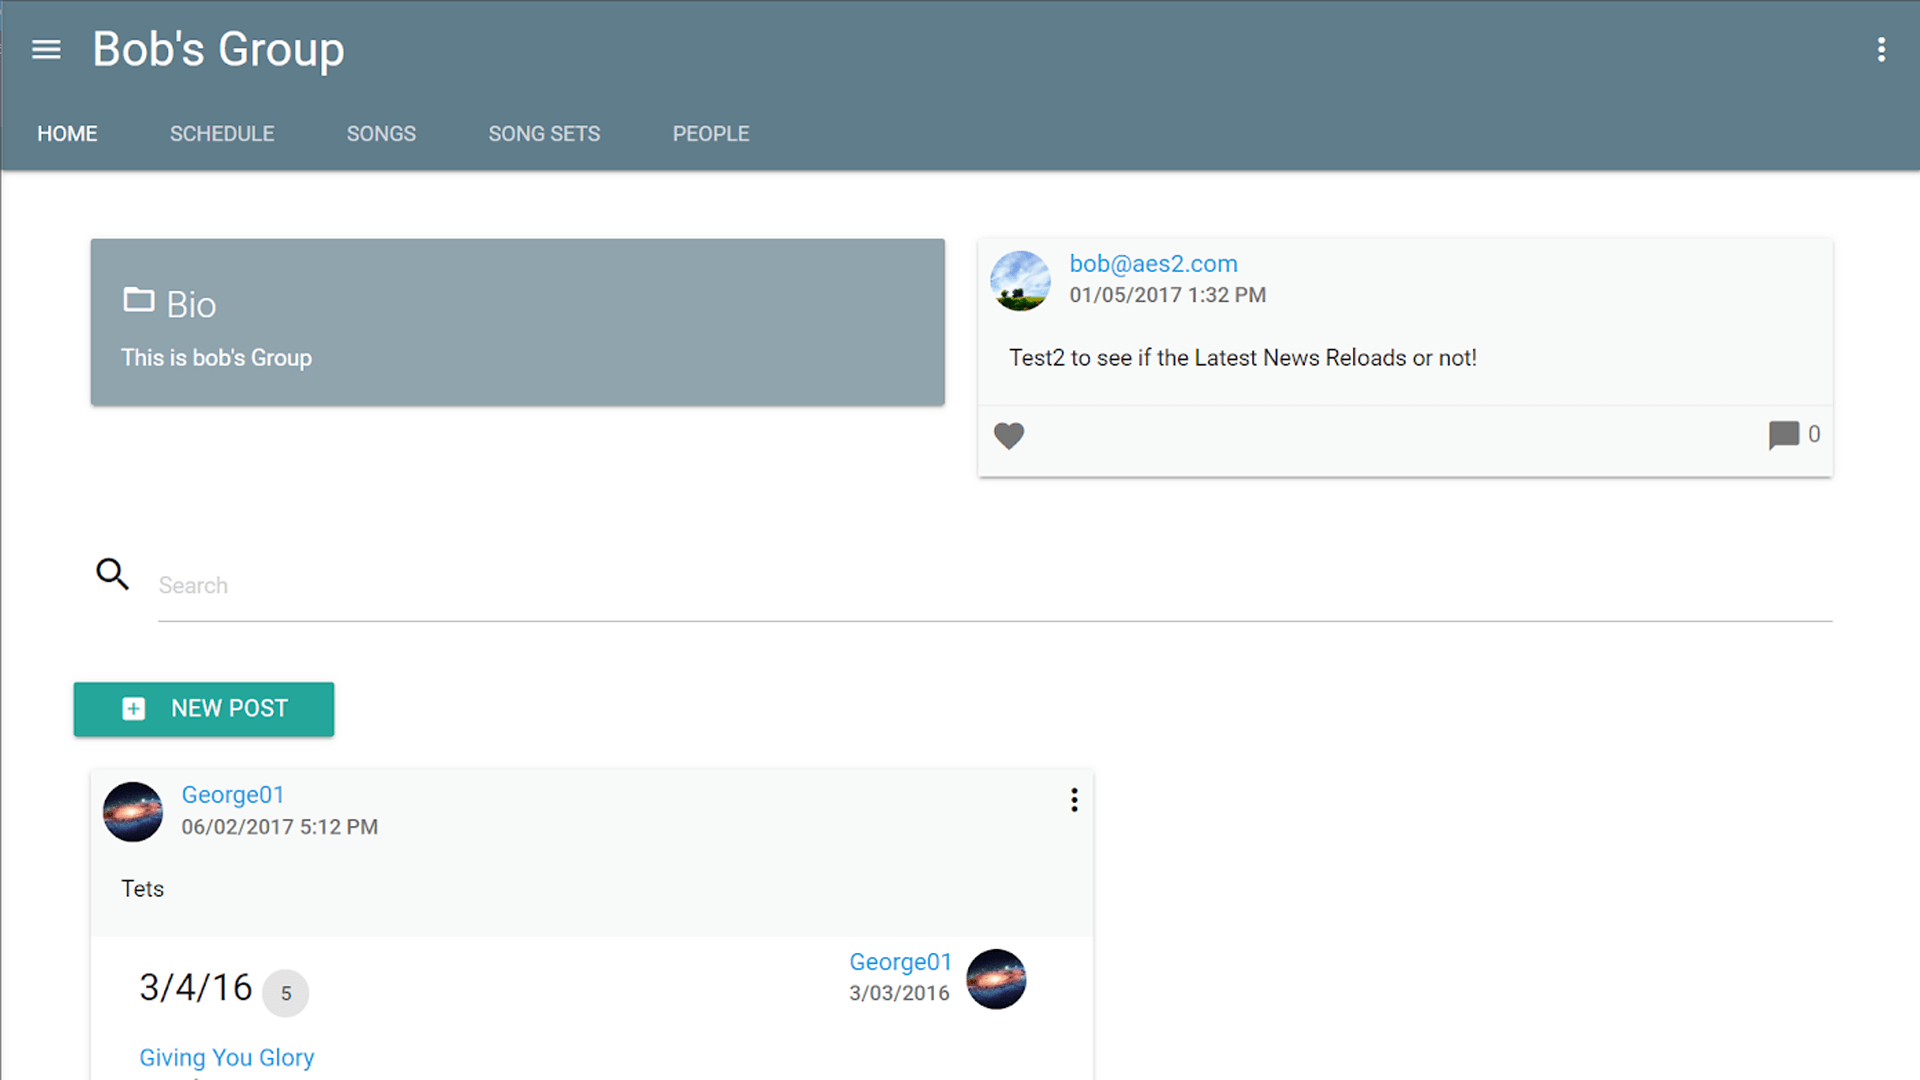 Bob's Group
HOME SCHEDULE SONGS SONG SETS PEOPLE
Bio
This is bob's Group
bob@aes2.com
01/05/2017 1:32 PM
Test2 to see if the Latest News Reloads or not!
0
Search
NEW POST
George01
06/02/2017 5:12 PM
Tets
3/4/16 5
George01
3/03/2016
Giving You Glory